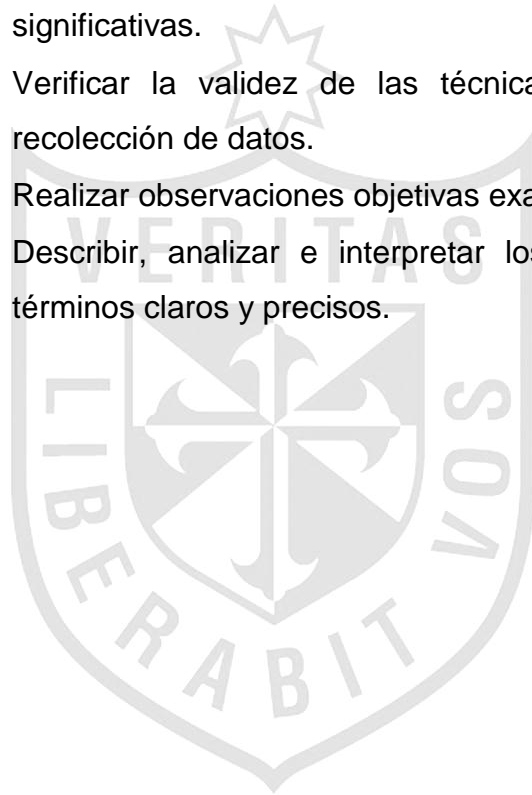 significativas.
Verificar la validez de las técnica
recolección de datos.
Realizar observaciones objetivas exa
Describir, analizar e interpretar los
términos claros y precisos.
VERITAS
LIBERABIT VOS